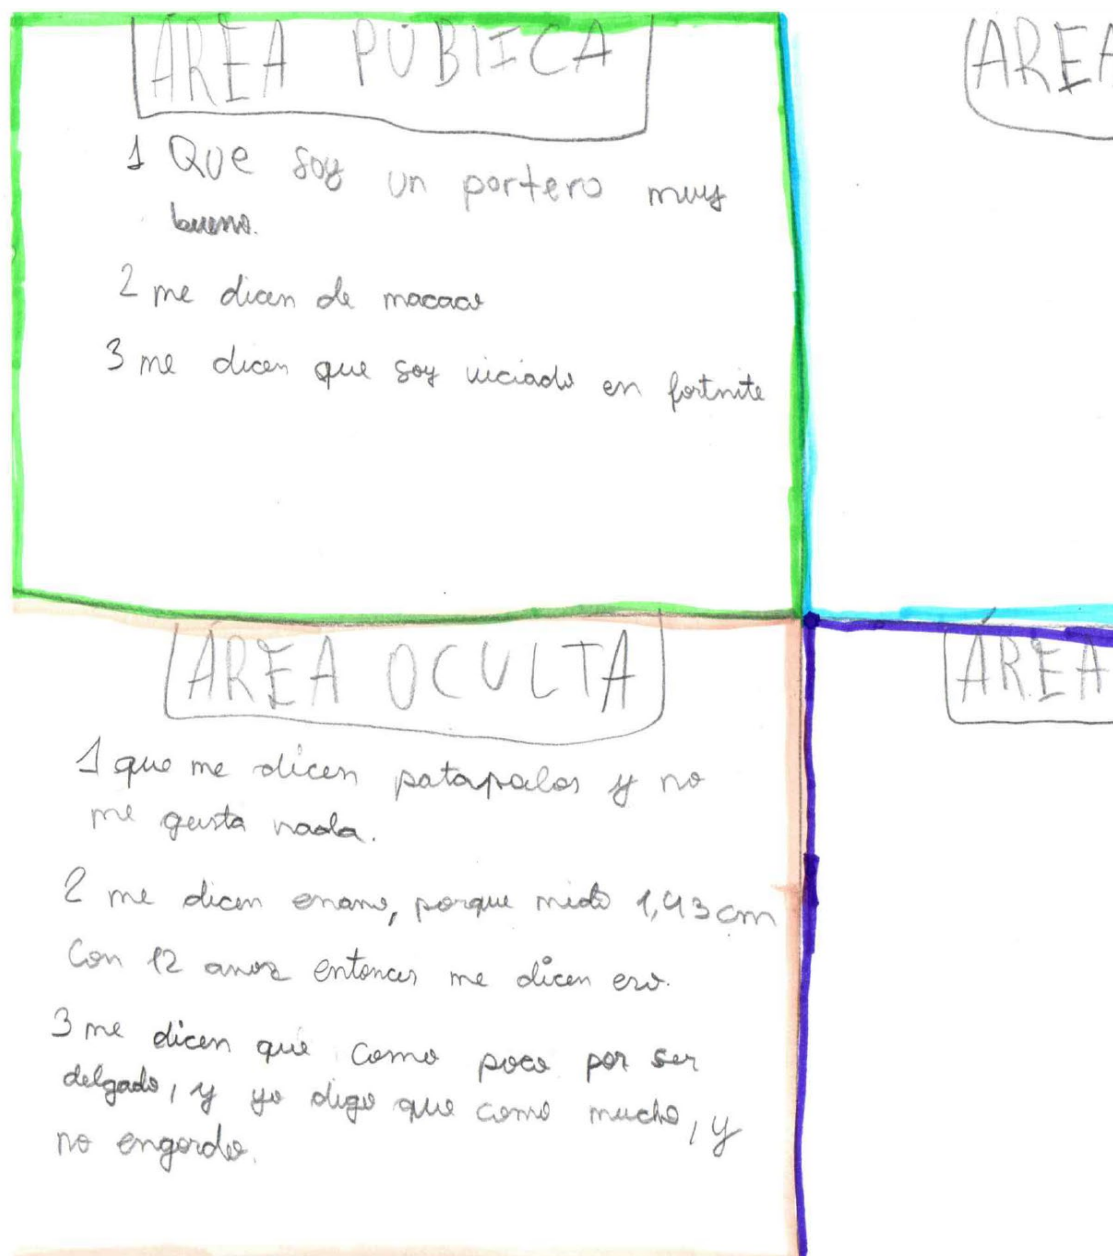 ÁREA PÚBLICA
1 Que soy un portero muy
bueno.
2 me dicen de macaco
3 me dicen que soy viciado en fortnite
ÁREA
ÁREA OCULTA
1 que me dicen patapalos y no
me gusta nada.
2 me dicen enano, porque mido 1,43 cm
Con 12 anos entonces me dicen eso.
3 me dicen que como poco por ser
delgado, y yo digo que como mucho, y
no engordo.
ÁREA